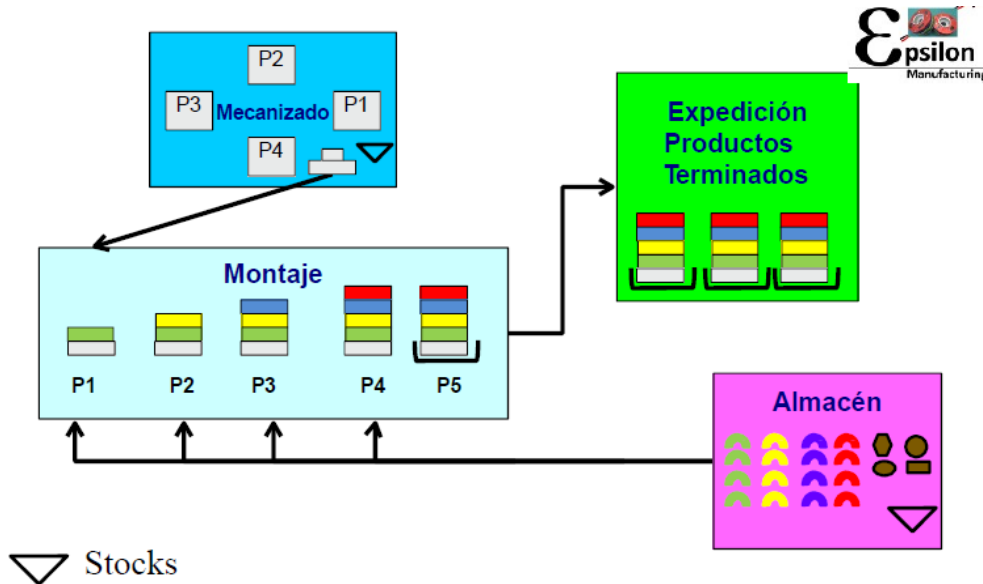 Epsilon
Manufacturing
P2
P3
Mecanizado
P1
P4
Expedición
Productos
Terminados
Montaje
P1
P2
P3
P4
P5
Almacén
Stocks